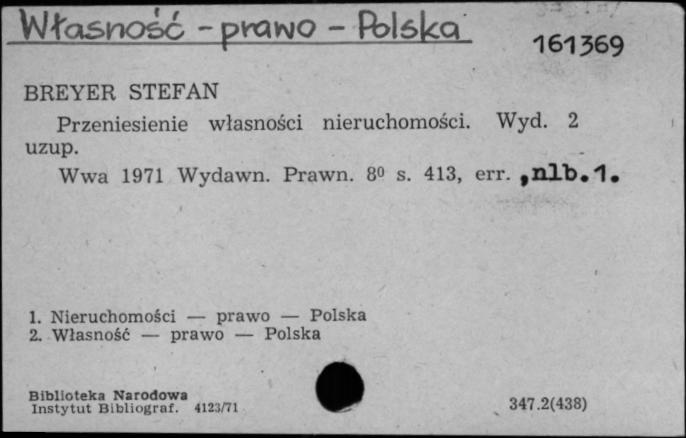 Własność - prawo - Polska
161369
BREYER STEFAN
Przeniesienie własności nieruchomości. Wyd. 2
uzup.
Wwa 1971 Wydawn. Prawn. 8⁰ s. 413, err. ,nlb.1.
1. Nieruchomości — prawo — Polska
2. Własność — prawo — Polska
Biblioteka Narodowa
Instytut Bibliograf. 4123/71
347.2(438)